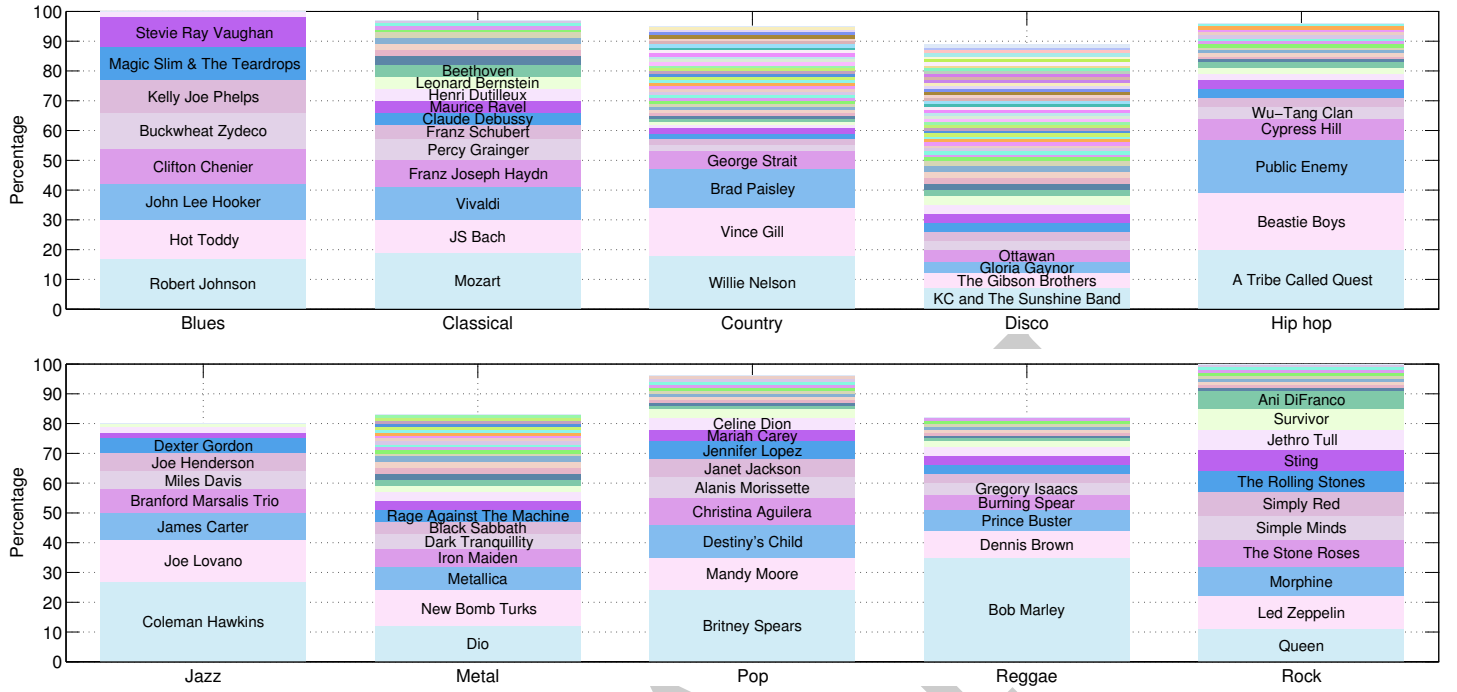 Percentage
100
90
80
70
60
50
40
30
20
10
0
Stevie Ray Vaughan
Magic Slim & The Teardrops
Kelly Joe Phelps
Buckwheat Zydeco
Clifton Chenier
John Lee Hooker
Hot Toddy
Robert Johnson
Beethoven
Leonard Bernstein
Henri Dutilleux
Maurice Ravel
Claude Debussy
Franz Schubert
Percy Grainger
Franz Joseph Haydn
Vivaldi
JS Bach
Mozart
George Strait
Brad Paisley
Vince Gill
Willie Nelson
Ottawan
Gloria Gaynor
The Gibson Brothers
KC and The Sunshine Band
Wu−Tang Clan
Cypress Hill
Public Enemy
Beastie Boys
A Tribe Called Quest
Blues Classical Country Disco Hip hop
Percentage
100
90
80
70
60
50
40
30
20
10
0
Dexter Gordon
Joe Henderson
Miles Davis
Branford Marsalis Trio
James Carter
Joe Lovano
Coleman Hawkins
Rage Against The Machine
Black Sabbath
Dark Tranquillity
Iron Maiden
Metallica
New Bomb Turks
Dio
Celine Dion
Mariah Carey
Jennifer Lopez
Janet Jackson
Alanis Morissette
Christina Aguilera
Destiny's Child
Mandy Moore
Britney Spears
Gregory Isaacs
Burning Spear
Prince Buster
Dennis Brown
Bob Marley
Ani DiFranco
Survivor
Jethro Tull
Sting
The Rolling Stones
Simply Red
Simple Minds
The Stone Roses
Morphine
Led Zeppelin
Queen
Jazz Metal Pop Reggae Rock